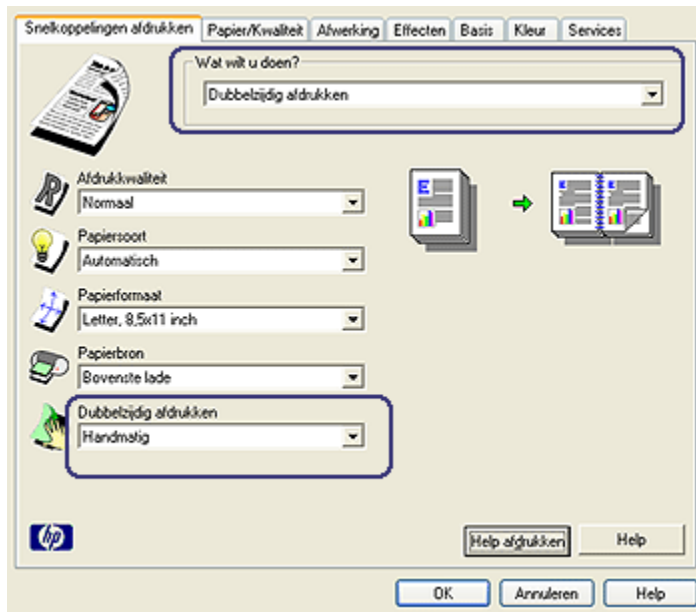 Snelkoppelingen afdrukken Papier/Kwaliteit Afwerking Effecten Basis Kleur Services
Wat wilt u doen?
Dubbelzijdig afdrukken
Afdrukkwaliteit
Normaal
Papiersoort
Automatisch
Papierformaat
Letter, 8,5x11 inch
Papierbron
Bovenste lade
Dubbelzijdig afdrukken
Handmatig
hp
Help afdrukken Help
OK Annuleren Help